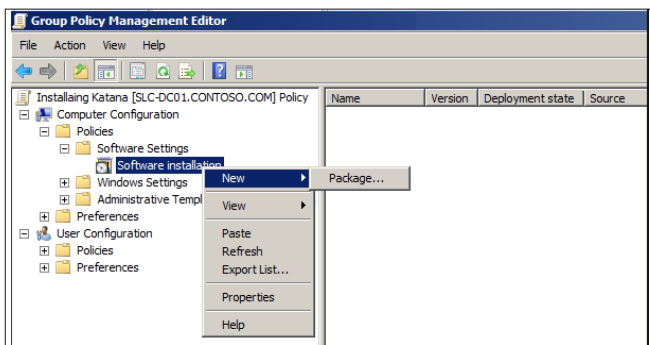 Group Policy Management Editor
File Action View Help
Installaing Katana [SLC-DC01.CONTOSO.COM] Policy
Name Version Deployment state Source
Computer Configuration
Policies
Software Settings
Software installation
Windows Settings
Administrative Templ
Preferences
User Configuration
Policies
Preferences
New
Package...
View
Paste
Refresh
Export List...
Properties
Help